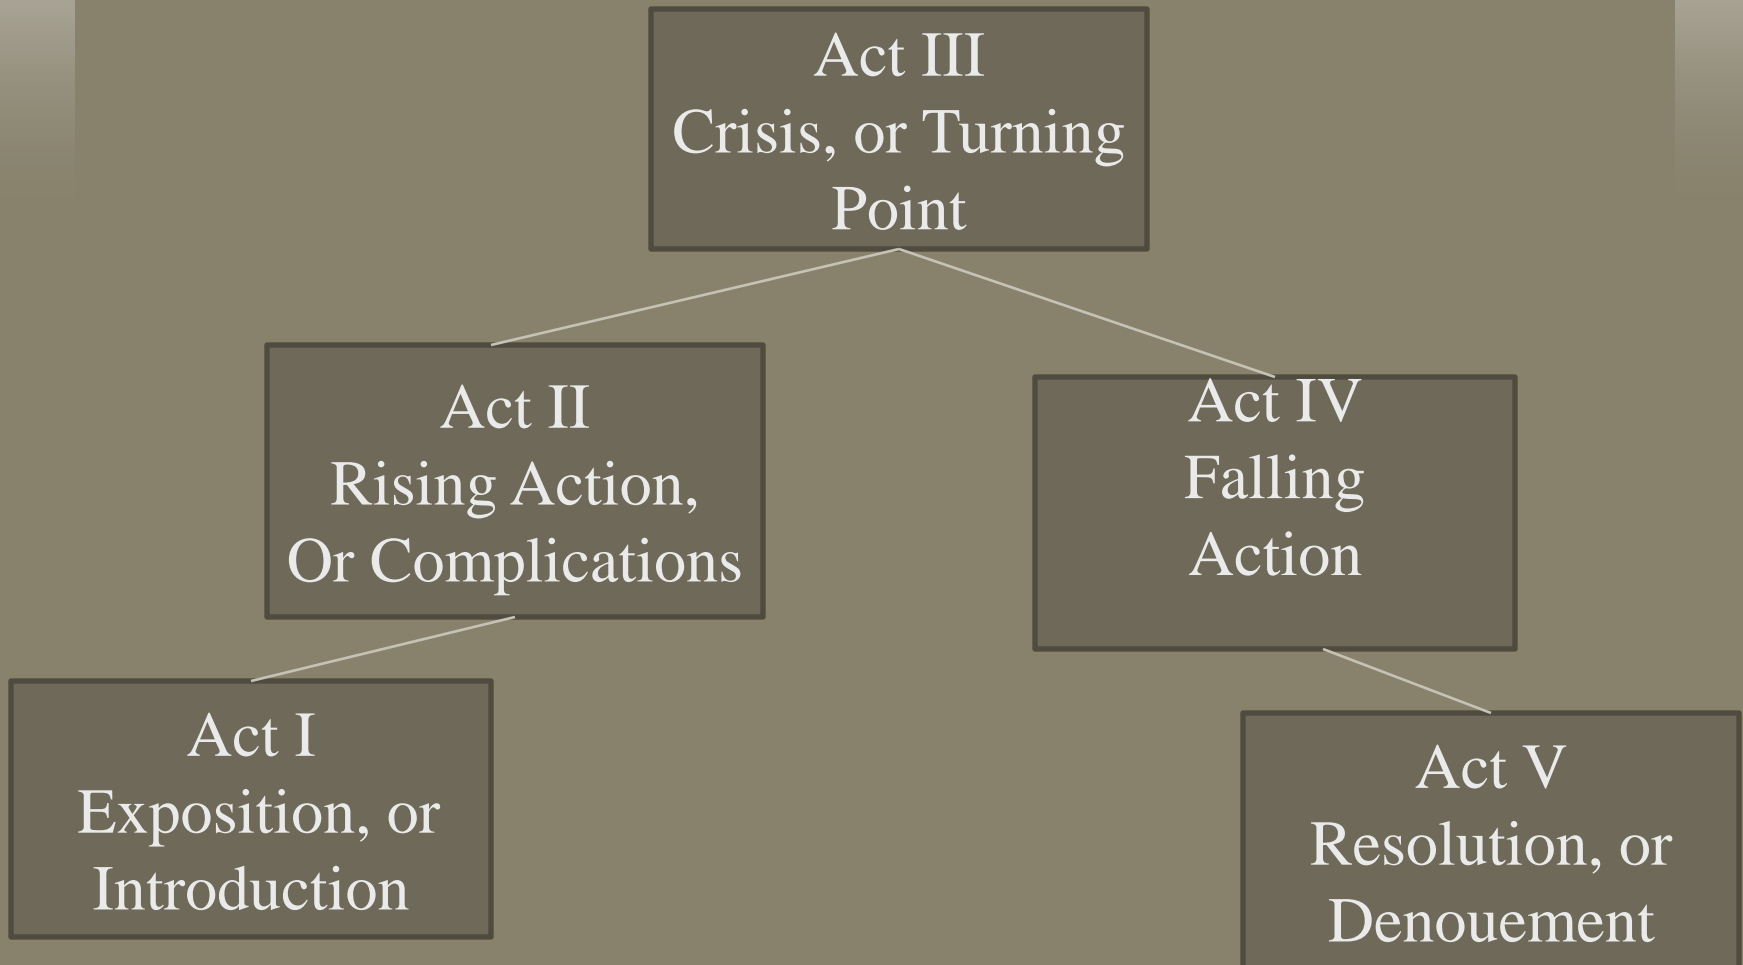 Act III
Crisis, or Turning
Point
Act II
Rising Action,
Or Complications
Act IV
Falling
Action
Act I
Exposition, or
Introduction
Act V
Resolution, or
Denouement